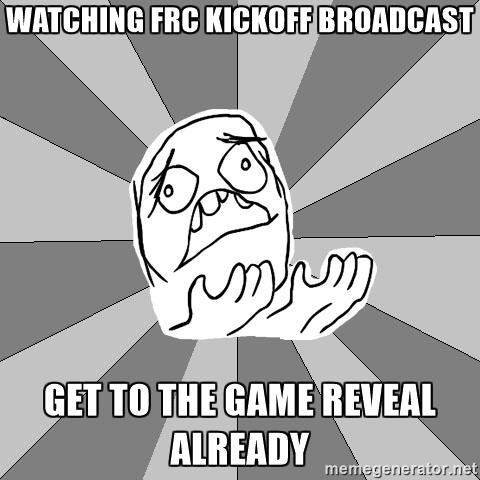 WATCHING FRC KICKOFF BROADCAST
GET TO THE GAME REVEAL
ALREADY
memegenerator.net